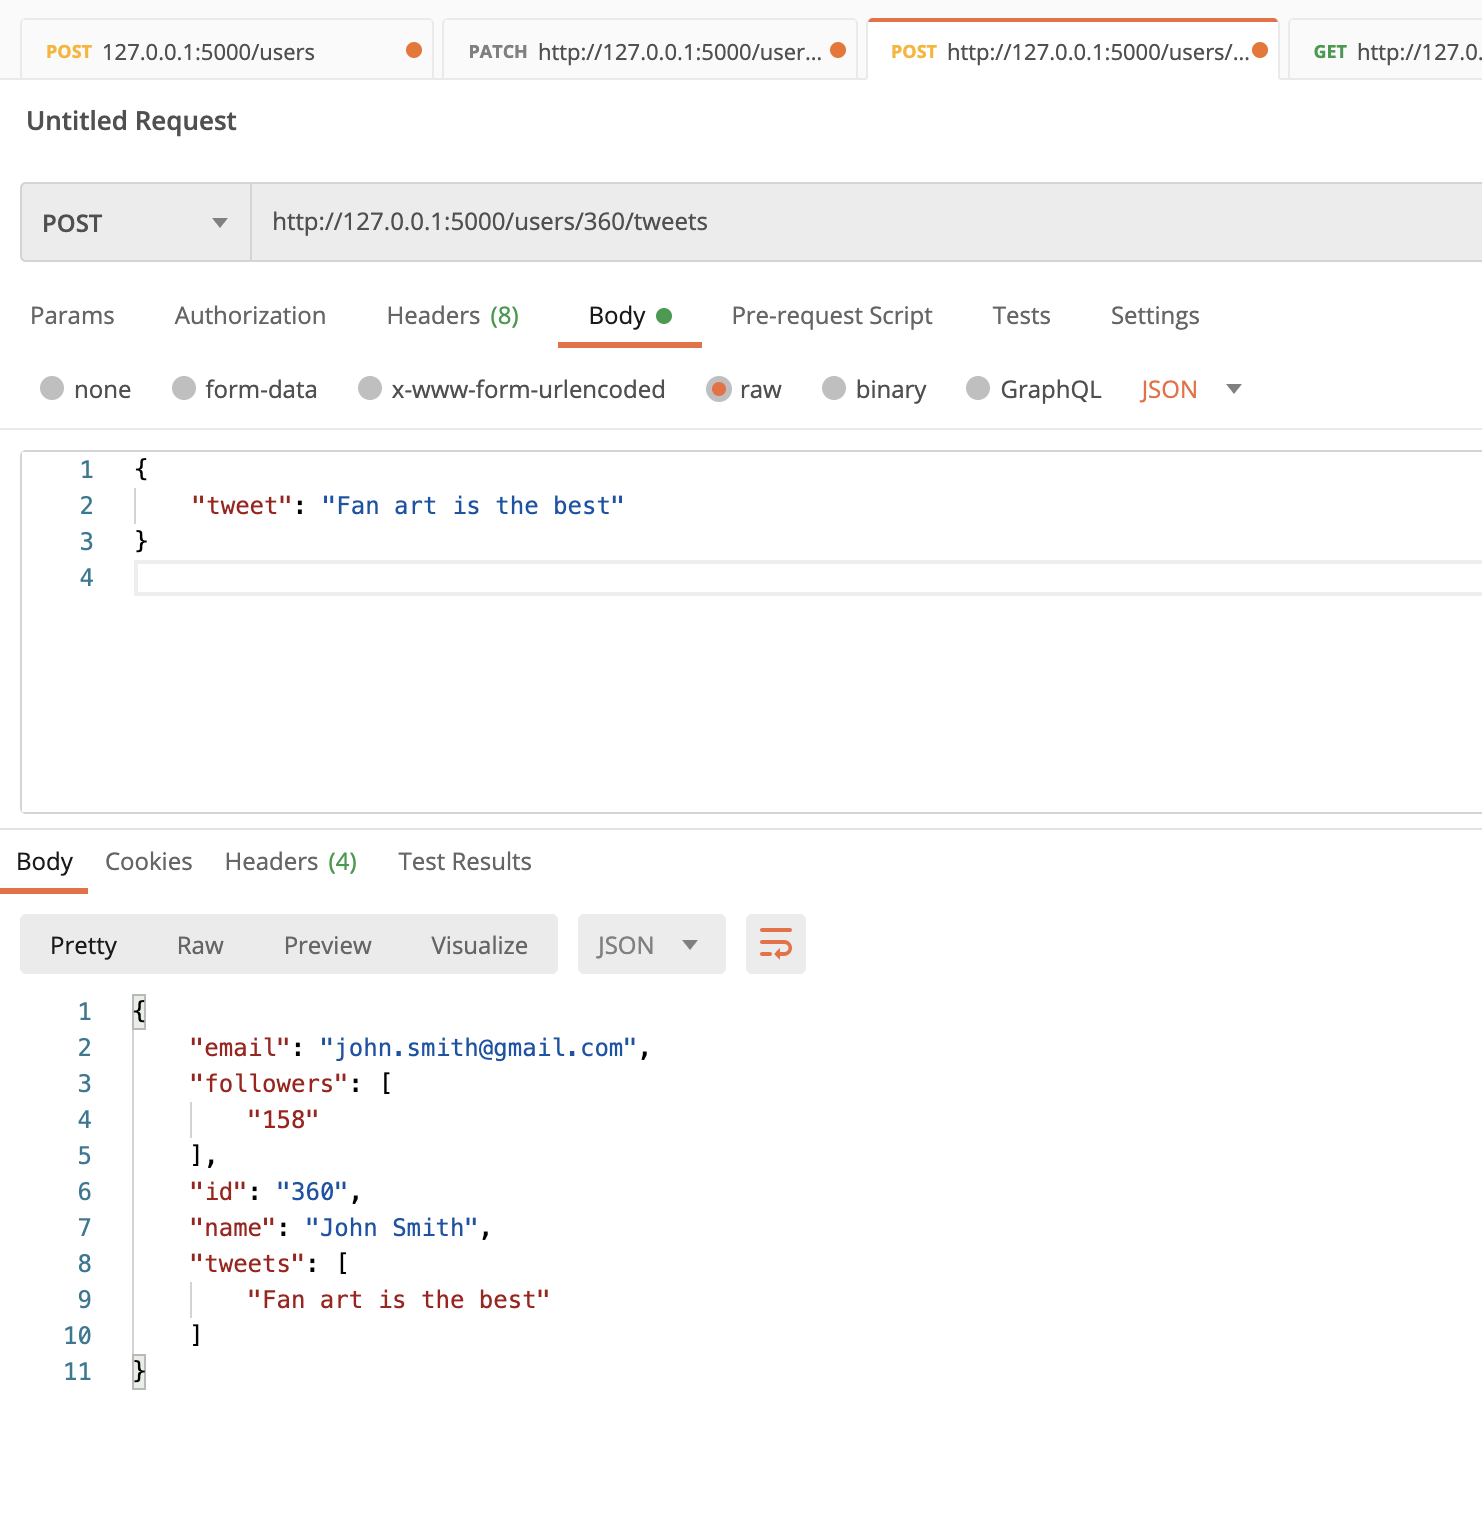 POST 127.0.0.1:5000/users PATCH http://127.0.0.1:5000/user... POST http://127.0.0.1:5000/users/... GET http://127.0.
Untitled Request
POST http://127.0.0.1:5000/users/360/tweets
Params Authorization Headers (8) Body Pre-request Script Tests Settings
none form-data x-www-form-urlencoded raw binary GraphQL JSON
1 {
2 "tweet": "Fan art is the best"
3 }
4
Body Cookies Headers (4) Test Results
Pretty Raw Preview Visualize JSON
1 {
2 "email": "john.smith@gmail.com",
3 "followers": [
4 "158"
5 ],
6 "id": "360",
7 "name": "John Smith",
8 "tweets": [
9 "Fan art is the best"
10 ]
11 }